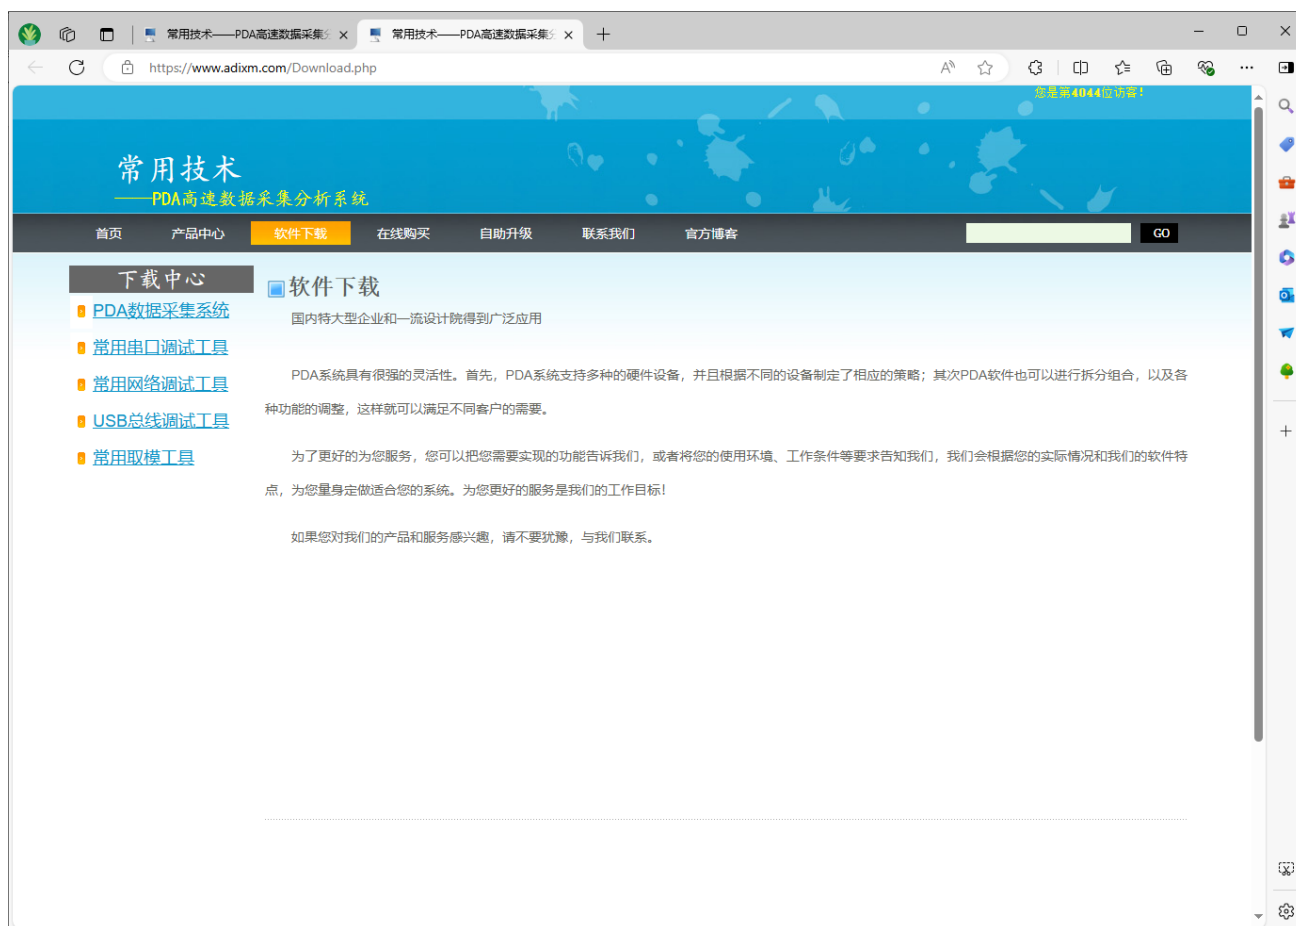 常用技术——PDA高速数据采集分
常用技术——PDA高速数据采集分
https://www.adixm.com/Download.php
您是第4044位访客!
常用技术
——PDA高速数据采集分析系统
首页 产品中心 软件下载 在线购买 自助升级 联系我们 官方博客 GO
下载中心
PDA数据采集系统
常用串口调试工具
常用网络调试工具
USB总线调试工具
常用取模工具
软件下载
国内特大型企业和一流设计院得到广泛应用
PDA系统具有很强的灵活性。首先，PDA系统支持多种的硬件设备，并且根据不同的设备制定了相应的策略；其次PDA软件也可以进行拆分组合，以及各
种功能的调整，这样就可以满足不同客户的需要。
为了更好的为您服务，您可以把您需要实现的功能告诉我们，或者将您的使用环境、工作条件等要求告知我们，我们会根据您的实际情况和我们的软件特
点，为您量身定做适合您的系统。为您更好的服务是我们的工作目标！
如果您对我们的产品和服务感兴趣，请不要犹豫，与我们联系。